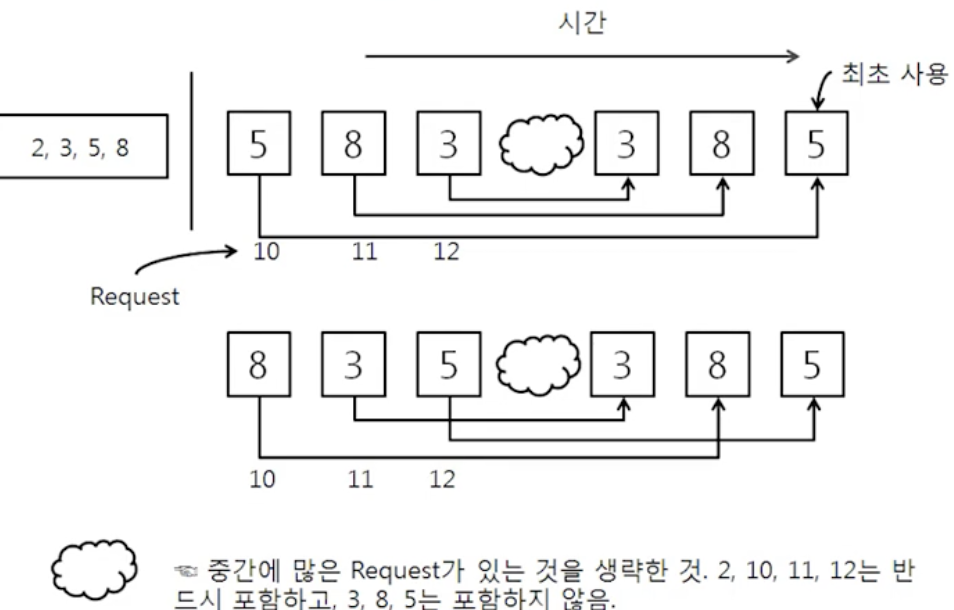 시간
최초 사용
2, 3, 5, 8
5 8 3 3 8 5
10 11 12
Request
8 3 5 3 8 5
10 11 12
☜ 중간에 많은 Request가 있는 것을 생략한 것. 2, 10, 11, 12는 반
드시 포함하고, 3, 8, 5는 포함하지 않음.